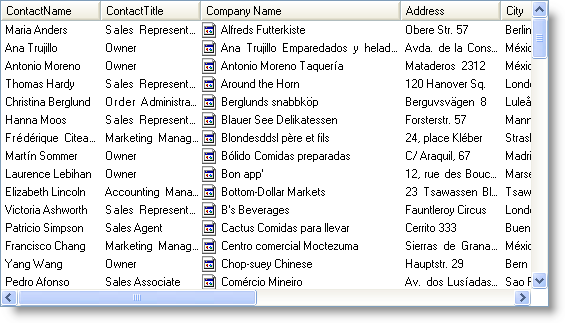 ContactName ContactTitle Company Name Address City
Maria Anders Sales Represent... Alfreds Futterkiste Obere Str. 57 Berlin
Ana Trujillo Owner Ana Trujillo Emparedados y helad... Avda. de la Cons... Méxic
Antonio Moreno Owner Antonio Moreno Taquería Mataderos 2312 Méxic
Thomas Hardy Sales Represent... Around the Horn 120 Hanover Sq. Londo
Christina Berglund Order Administra... Berglunds snabbköp Berguvsvägen 8 Luleå
Hanna Moos Sales Represent... Blauer See Delikatessen Forsterstr. 57 Mann
Frédérique Citea... Marketing Manag... Blondesddsl père et fils 24, place Kléber Strasl
Martín Sommer Owner Bólido Comidas preparadas C/ Araquil, 67 Madri
Laurence Lebihan Owner Bon app' 12, rue des Bouc... Marse
Elizabeth Lincoln Accounting Mana... Bottom-Dollar Markets 23 Tsawassen Bl... Tsaw
Victoria Ashworth Sales Represent... B's Beverages Fauntleroy Circus Londo
Patricio Simpson Sales Agent Cactus Comidas para llevar Cerrito 333 Buen
Francisco Chang Marketing Manag... Centro comercial Moctezuma Sierras de Grana... Méxic
Yang Wang Owner Chop-suey Chinese Hauptstr. 29 Bern
Pedro Afonso Sales Associate Comércio Mineiro Av. dos Lusíadas... Sao F